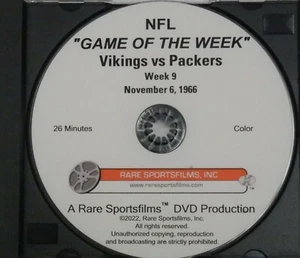 NFL
"GAME OF THE WEEK"
Vikings vs Packers
Week 9
November 6, 1966
26 Minutes
Color
RARE SPORTSFILMS, INC
www.raresportsfilms.com
A Rare Sportsfilms™ DVD Production
©2022, Rare Sportsfilms, Inc.
All rights reserved.
Unauthorized copying, reproduction
and broadcasting are strictly prohibited.